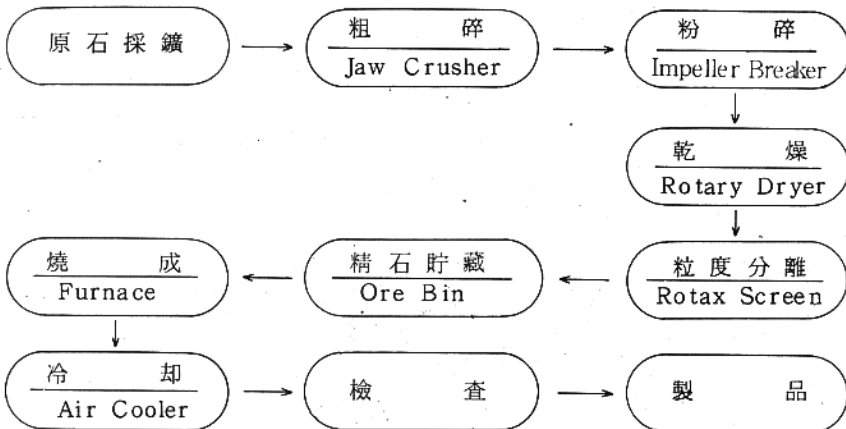 原石採鑛
粗碎
Jaw Crusher
粉碎
Impeller Breaker
乾燥
Rotary Dryer
粒度分離
Rotax Screen
精石貯藏
Ore Bin
燒成
Furnace
冷却
Air Cooler
檢査
製品